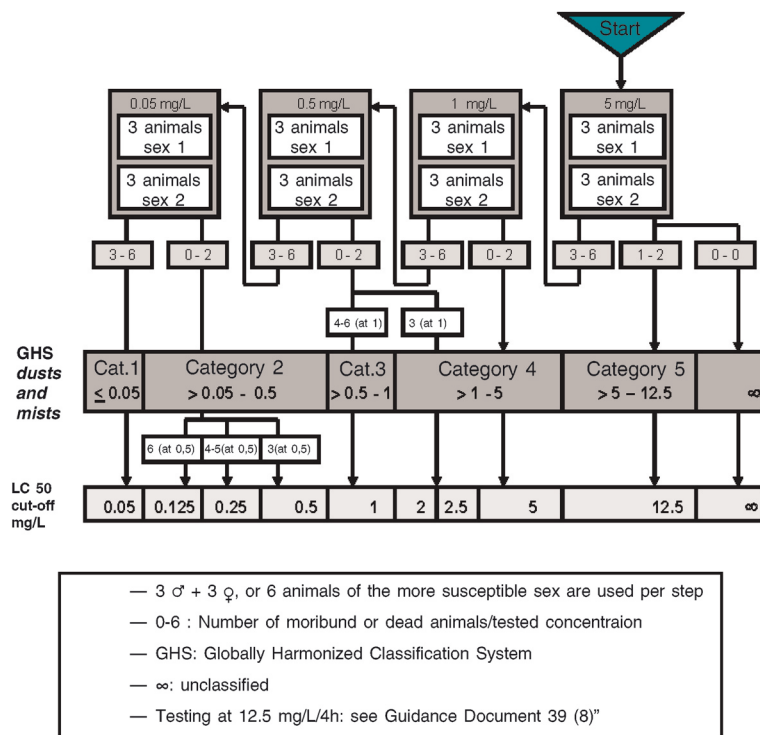 Start
0.05 mg/L
0.5 mg/L
1 mg/L
5 mg/L
3 animals
sex 1
3 animals
sex 1
3 animals
sex 1
3 animals
sex 1
3 animals
sex 2
3 animals
sex 2
3 animals
sex 2
3 animals
sex 2
3 - 6
0 - 2
3 - 6
0 - 2
3 - 6
0 - 2
3 - 6
1 - 2
0 - 0
4-6 (at 1)
3 (at 1)
GHS
dusts
and
mists
Cat.1
≤ 0.05
Category 2
> 0.05 - 0.5
Cat.3
> 0.5 - 1
Category 4
> 1 - 5
Category 5
> 5 – 12.5
∞
6 (at 0,5)
4-5(at 0,5)
3(at 0,5)
LC 50
cut-off
mg/L
0.05
0.125
0.25
0.5
1
2
2.5
5
12.5
∞
— 3 ♂ + 3 ♀, or 6 animals of the more susceptible sex are used per step
— 0-6 : Number of moribund or dead animals/tested concentraion
— GHS: Globally Harmonized Classification System
— ∞: unclassified
— Testing at 12.5 mg/L/4h: see Guidance Document 39 (8)”